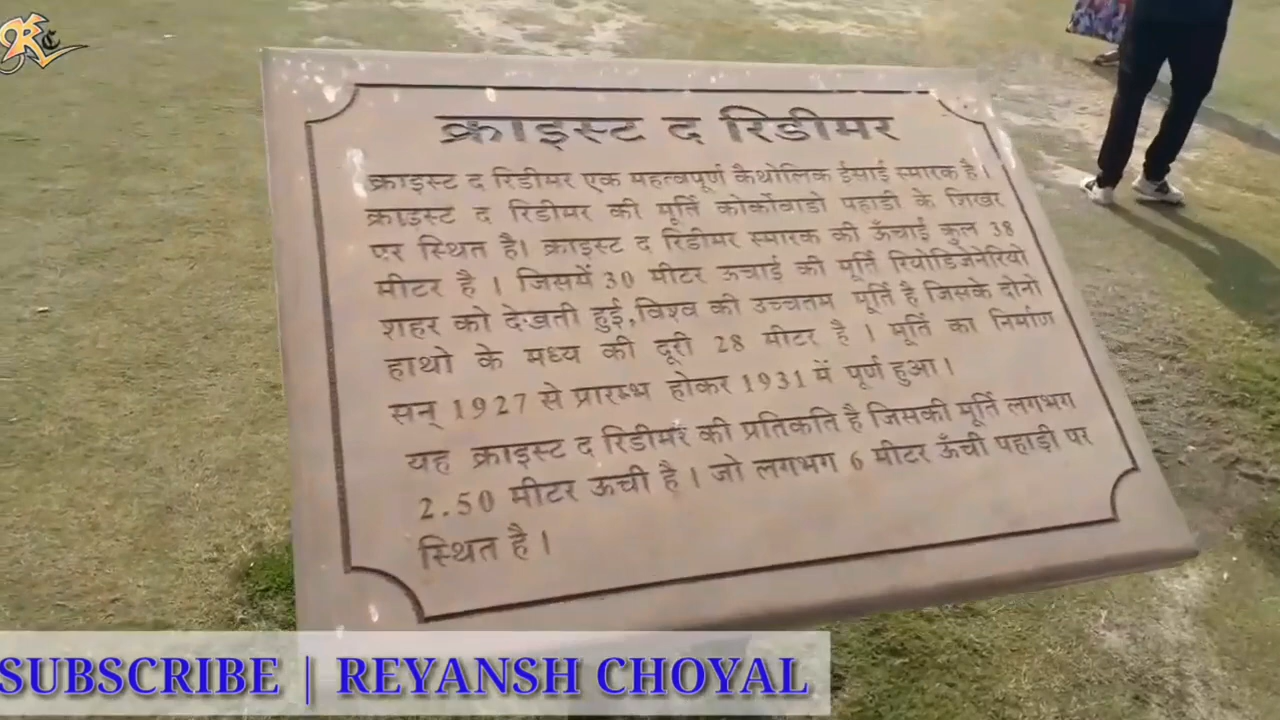 क्राइस्ट द रिडीमर
क्राइस्ट द रिडीमर एक महत्वपूर्ण कैथोलिक ईसाई स्मारक है।
क्राइस्ट द रिडीमर की मूर्ति कोर्कोवाडो पहाडी के शिखर
पर स्थित है। क्राइस्ट द रिडीमर स्मारक की ऊँचाई कुल 38
मीटर है । जिसमें 30 मीटर ऊचाई की मूर्ति रियोडिजेनेरियो
शहर को देखती हुई,विश्व की उच्चतम मूर्ति है जिसके दोनो
हाथो के मध्य की दूरी 28 मीटर है । मूर्ति का निर्माण
सन् 1927 से प्रारम्भ होकर 1931 में पूर्ण हुआ।
यह क्राइस्ट द रिडीमर की प्रतिकति है जिसकी मूर्ति लगभग
2.50 मीटर ऊची है । जो लगभग 6 मीटर ऊँची पहाड़ी पर
स्थित है ।
SUBSCRIBE | REYANSH CHOYAL